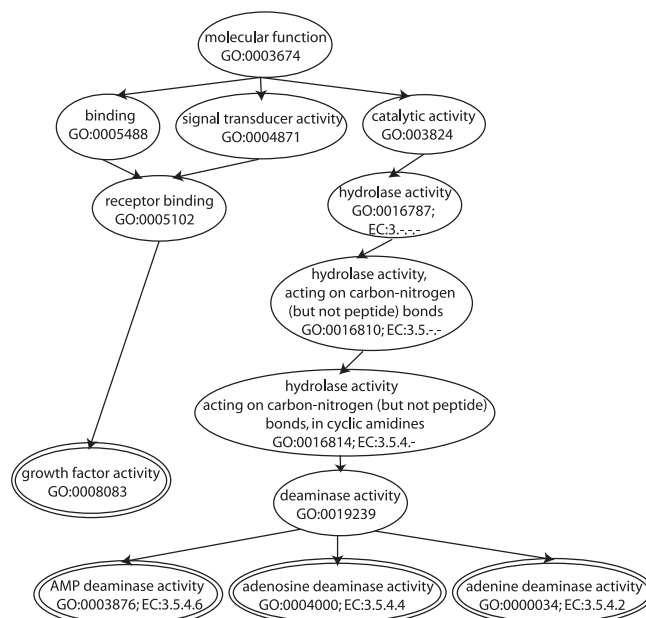 molecular function
GO:0003674
binding
GO:0005488
signal transducer activity
GO:0004871
catalytic activity
GO:003824
receptor binding
GO:0005102
hydrolase activity
GO:0016787;
EC:3.-.-.-
hydrolase activity,
acting on carbon-nitrogen
(but not peptide) bonds
GO:0016810; EC:3.5.-.-
hydrolase activity
acting on carbon-nitrogen (but not peptide)
bonds, in cyclic amidines
GO:0016814; EC:3.5.4.-
growth factor activity
GO:0008083
deaminase activity
GO:0019239
AMP deaminase activity
GO:0003876; EC:3.5.4.6
adenosine deaminase activity
GO:0004000; EC:3.5.4.4
adenine deaminase activity
GO:0000034; EC:3.5.4.2